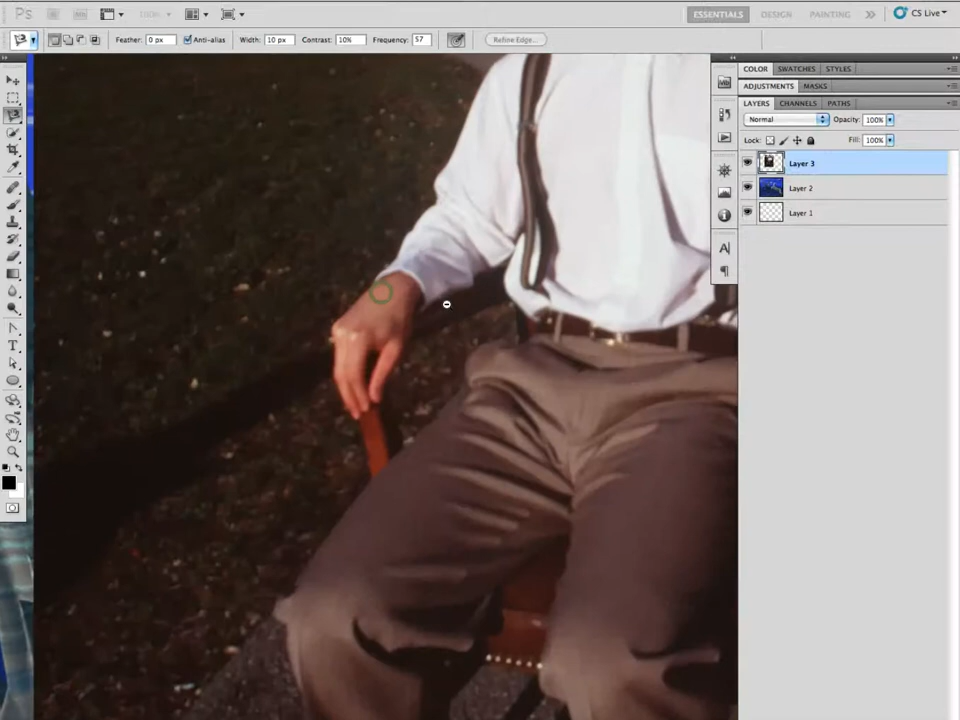 Ps 100% ESSENTIALS DESIGN PAINTING CS Live
Feather: 0 px Anti-alias Width: 10 px Contrast: 10% Frequency: 57 Refine Edge...
COLOR SWATCHES STYLES
ADJUSTMENTS MASKS
LAYERS CHANNELS PATHS
Normal Opacity: 100%
Lock: Fill: 100%
Layer 3
Layer 2
Layer 1